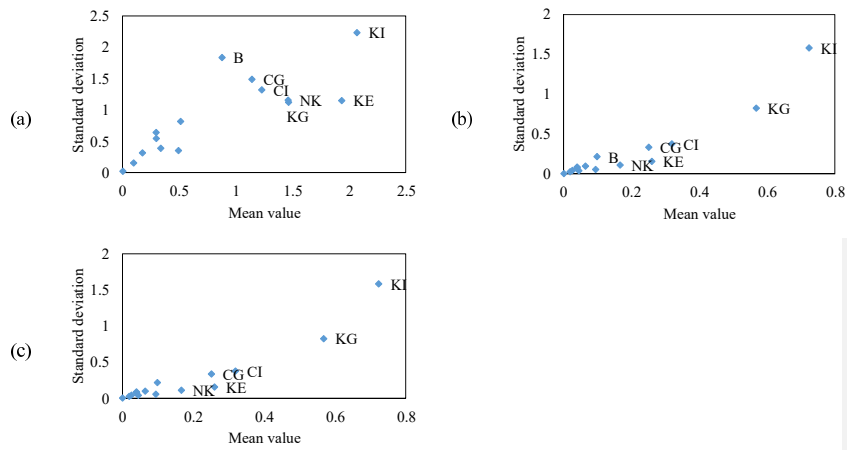 (a)
Standard deviation
2.5
2
1.5
1
0.5
0
KI
B
CG
CI
NK
KE
KG
0 0.5 1 1.5 2 2.5
Mean value
(b)
Standard deviation
2
1.5
1
0.5
0
KI
KG
CG CI
B
KE
NK
0 0.2 0.4 0.6 0.8
Mean value
(c)
Standard deviation
2
1.5
1
0.5
0
KI
KG
CG CI
NK KE
0 0.2 0.4 0.6 0.8
Mean value